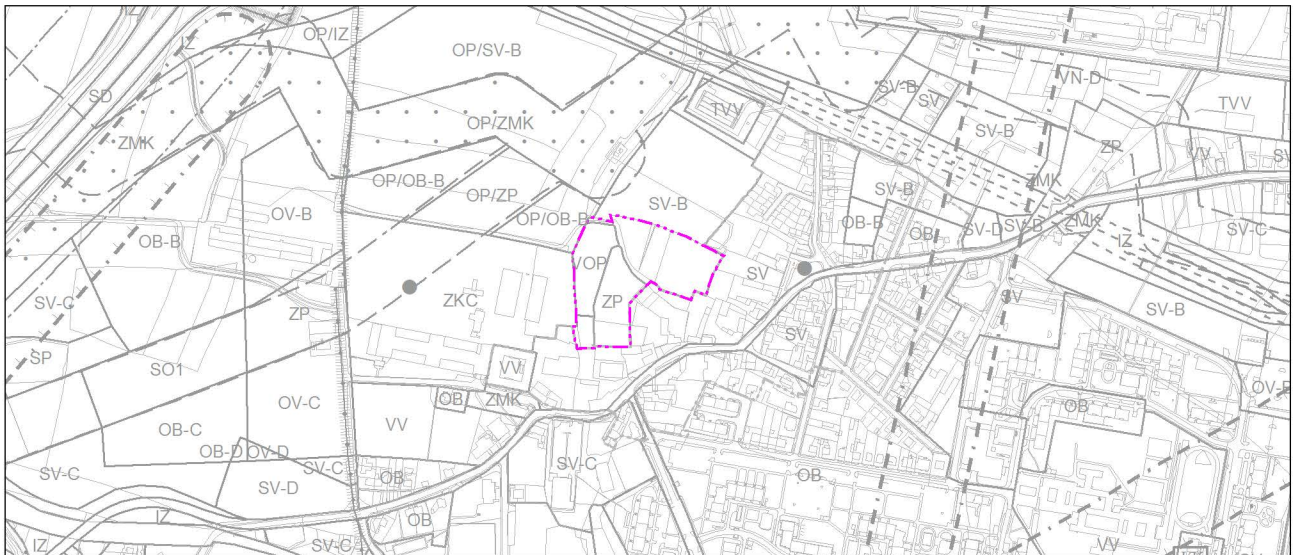 IZ
OP/IZ
OP/SV-B
SD
ZMK
OP/ZMK
TVV
SV-B
SV
VN-D
TVV
SV-B
ZP
VV
SV
OP/OB-B
OP/ZP
OV-B
OP/OB-B
SV-B
SV-B
ZMK
OB-B
OB
SV-D
SV-B
ZMK
IZ
SV-C
OB-B
VOP
SV
SV-C
ZP
ZKC
ZP
SV
SV-B
SP
SO1
SV
VV
OV-C
OB
ZMK
OB
OB-C
VV
OB-D
OV-D
SV-C
SV-C
SV-C
OB
OB
SV-D
IZ
OB
IZ
SV-C
VV